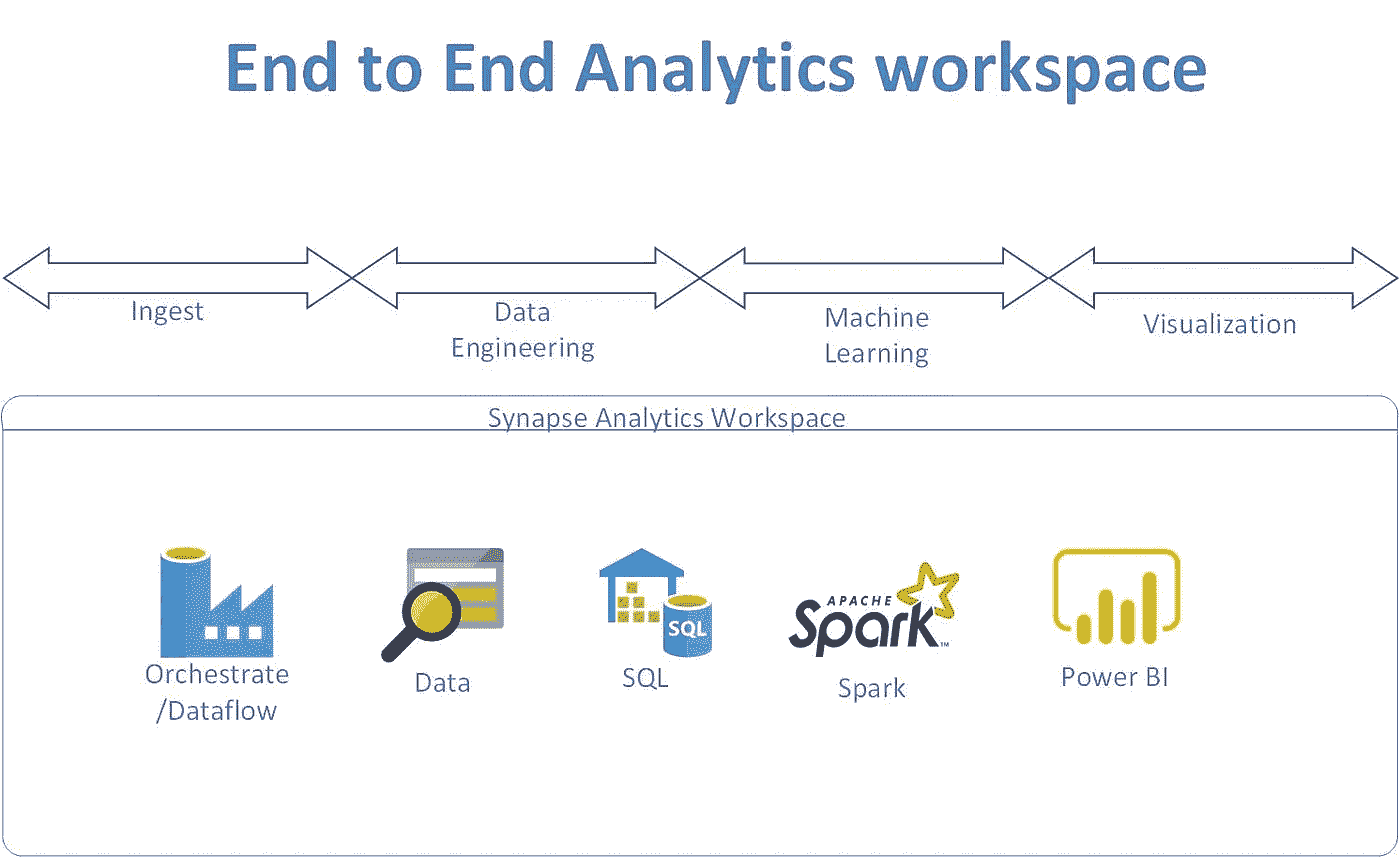 End to End Analytics workspace
Ingest
Data
Engineering
Machine
Learning
Visualization
Synapse Analytics Workspace
Orchestrate
/Dataflow
Data
SQL
SQL
APACHE
Spark™
Spark
Power BI